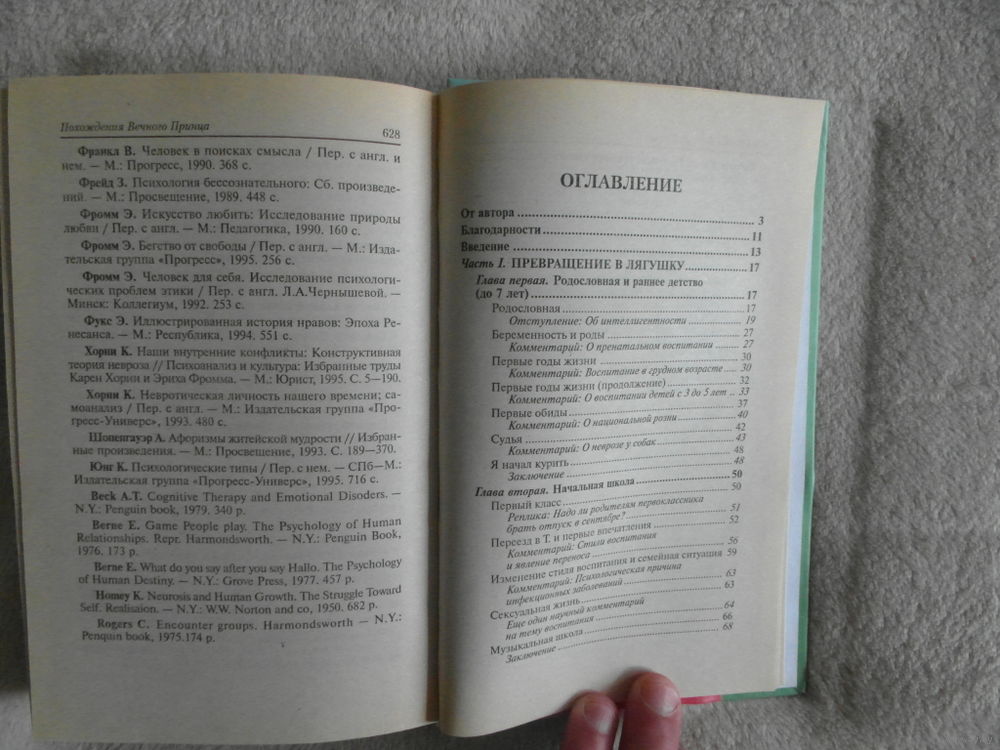 Похождения Вечного Принца
628
Франкл В. Человек в поисках смысла / Пер. с англ. и
нем. — М.: Прогресс, 1990. 368 с.
Фрейд З. Психология бессознательного: Сб. произведе-
ний. — М.: Просвещение, 1989. 448 с.
Фромм Э. Искусство любить: Исследование природы
любви / Пер. с англ. — М.: Педагогика, 1990. 160 с.
Фромм Э. Бегство от свободы / Пер. с англ. — М.: Изда-
тельская группа «Прогресс», 1995. 256 с.
Фромм Э. Человек для себя. Исследование психологи-
ческих проблем этики / Пер. с англ. Л.А.Чернышевой. —
Минск: Коллегиум, 1992. 253 с.
Фукс Э. Иллюстрированная история нравов: Эпоха Ре-
несанса. — М.: Республика, 1994. 551 с.
Хорни К. Наши внутренние конфликты: Конструктивная
теория невроза // Психоанализ и культура: Избранные труды
Карен Хорни и Эриха Фромма. — М.: Юрист, 1995. С. 5—190.
Хорни К. Невротическая личность нашего времени; са-
моанализ / Пер. с англ. — М.: Издательская группа «Про-
гресс-Универс», 1993. 480 с.
Шопенгауэр А. Афоризмы житейской мудрости // Избран-
ные произведения. — М.: Просвещение, 1993. С. 189—370.
Юнг К. Психологические типы / Пер. с нем. — СПб—М.:
Издательская группа «Прогресс-Универс», 1995. 716 с.
Beck A.T. Cognitive Therapy and Emotional Disoders. —
N.Y.: Penguin book, 1979. 340 p.
Berne E. Game People play. The Psychology of Human
Relationships. Repr. Harmondsworth. — N.Y.: Penguin Book,
1976. 173 p.
Berne E. What do you say after you say Hallo. The Psychology
of Human Destiny. — N.Y.: Grove Press, 1977. 457 p.
Horney K. Neurosis and Human Growth. The Struggle Toward
Self. Realisaion. — N.Y.: W.W. Norton and co, 1950. 682 p.
Rogers C. Encounter groups. Harmondsworth — N.Y.:
Penquin book, 1975.174 p.
ОГЛАВЛЕНИЕ
От автора 3
Благодарности 11
Введение 13
Часть I. ПРЕВРАЩЕНИЕ В ЛЯГУШКУ 17
Глава первая. Родословная и раннее детство
(до 7 лет) 17
Родословная 17
Отступление: Об интеллигентности 19
Беременность и роды 27
Комментарий: О пренатальном воспитании 27
Первые годы жизни 30
Комментарий: Воспитание в грудном возрасте 30
Первые годы жизни (продолжение) 32
Комментарий: О воспитании детей с 3 до 5 лет 33
Первые обиды 37
Комментарий: О национальной розни 40
Судья 42
Комментарий: О неврозе у собак 43
Я начал курить 48
Заключение 48
Глава вторая. Начальная школа 50
Первый класс 50
Реплика: Надо ли родителям первоклассника
брать отпуск в сентябре? 51
Переезд в Т. и первые впечатления 52
Комментарий: Стили воспитания
и явление переноса 56
Изменение стиля воспитания и семейная ситуация 59
Комментарий: Психологическая причина
инфекционных заболеваний 63
Сексуальная жизнь 63
Еще один научный комментарий
на тему воспитания 64
Музыкальная школа 66
Заключение 68